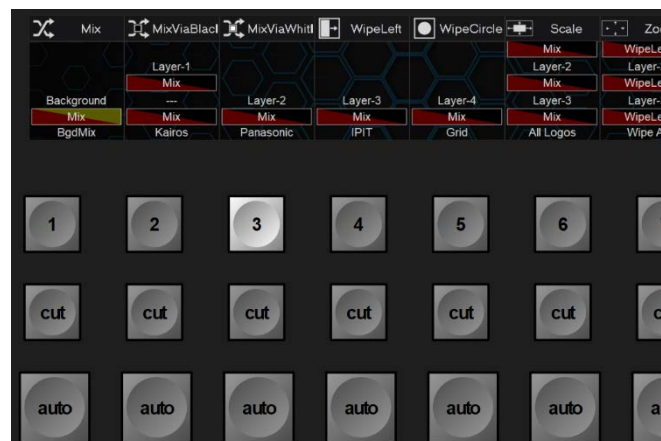 Mix MixViaBlacl MixViaWhitl WipeLeft WipeCircle Scale Zo
Mix WipeLe
Layer-1 Layer-2 Layer-
Mix Mix WipeLe
Background --- Layer-2 Layer-3 Layer-4 Layer-3 Layer-
Mix Mix Mix Mix Mix Mix WipeLe
BgdMix Kairos Panasonic IPIT Grid All Logos Wipe A
1 2 3 4 5 6
cut cut cut cut cut cut c
auto auto auto auto auto auto a